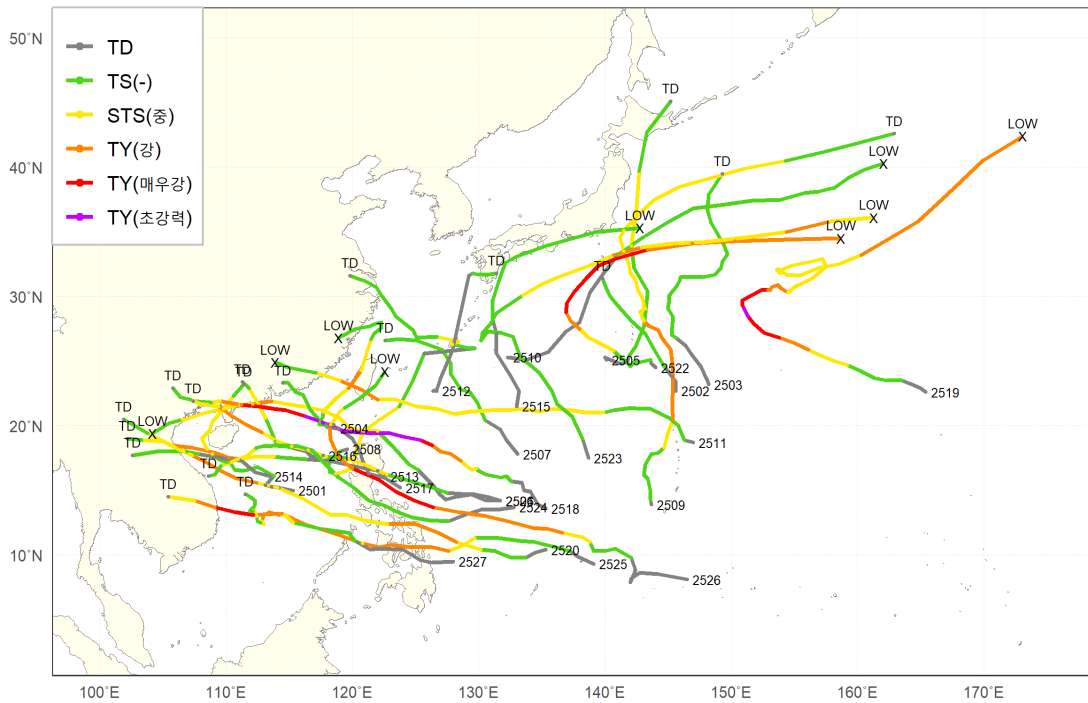 50°N
40°N
30°N
20°N
10°N
TD
TS(-)
STS(중)
TY(강)
TY(매우강)
TY(초강력)
TD
TD
LOW
LOW
TD
LOW
LOW
LOW
TD
TD
TD
LOW
TD
LOW
LOW
TD
TD
TD
TD
TD
LOW
TD
TD
TD
TD
2510
2505
2522
2503
2502
2512
2515
2519
2504
2511
2508
2507
2516
2523
2513
2514
2517
2501
2506
2524
2518
2509
2520
2527
2525
2526
100°E
110°E
120°E
130°E
140°E
150°E
160°E
170°E